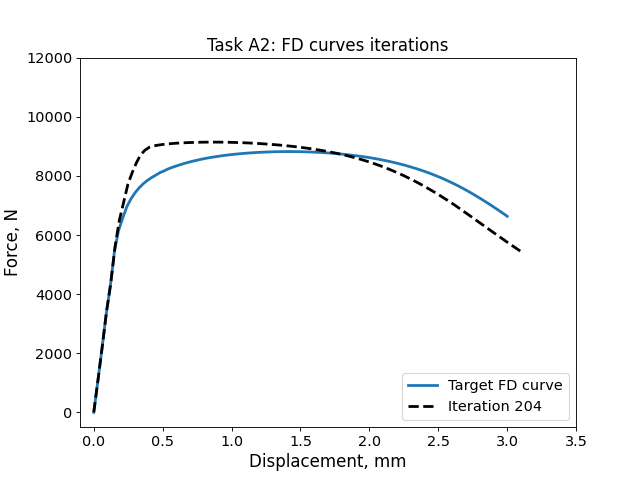 Task A2: FD curves iterations
12000
10000
8000
6000
4000
2000
0
Force, N
0.0 0.5 1.0 1.5 2.0 2.5 3.0 3.5
Displacement, mm
Target FD curve
Iteration 204